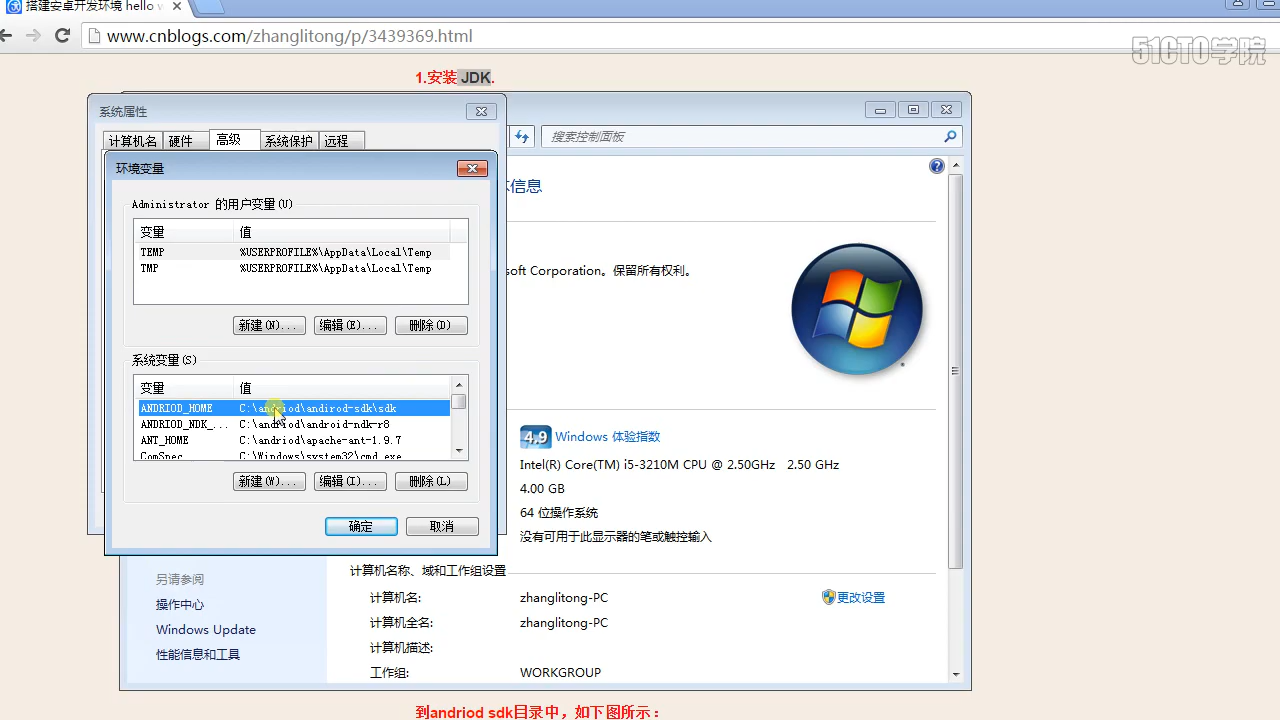 搭建安卓开发环境 hello w
www.cnblogs.com/zhanglitong/p/3439369.html
51CTO学院
1.安装 JDK.
系统属性
计算机名 硬件 高级 系统保护 远程
搜索控制面板
环境变量
本信息
Administrator 的用户变量(U)
变量 值
TEMP %USERPROFILE%\AppData\Local\Temp
TMP %USERPROFILE%\AppData\Local\Temp
soft Corporation。保留所有权利。
新建(N)... 编辑(E)... 删除(D)
系统变量(S)
变量 值
ANDRIOD_HOME C:\andriod\andirod-sdk\sdk
ANDRIOD_NDK_... C:\andriod\android-ndk-r8
ANT_HOME C:\andriod\apache-ant-1.9.7
ComSpec C:\Windows\system32\cmd.exe
新建(W)... 编辑(I)... 删除(L)
确定 取消
4.9 Windows 体验指数
Intel(R) Core(TM) i5-3210M CPU @ 2.50GHz 2.50 GHz
4.00 GB
64 位操作系统
没有可用于此显示器的笔或触控输入
计算机名称、域和工作组设置
另请参阅
操作中心
Windows Update
性能信息和工具
计算机名: zhanglitong-PC
更改设置
计算机全名: zhanglitong-PC
计算机描述:
工作组: WORKGROUP
到andriod sdk目录中，如下图所示：